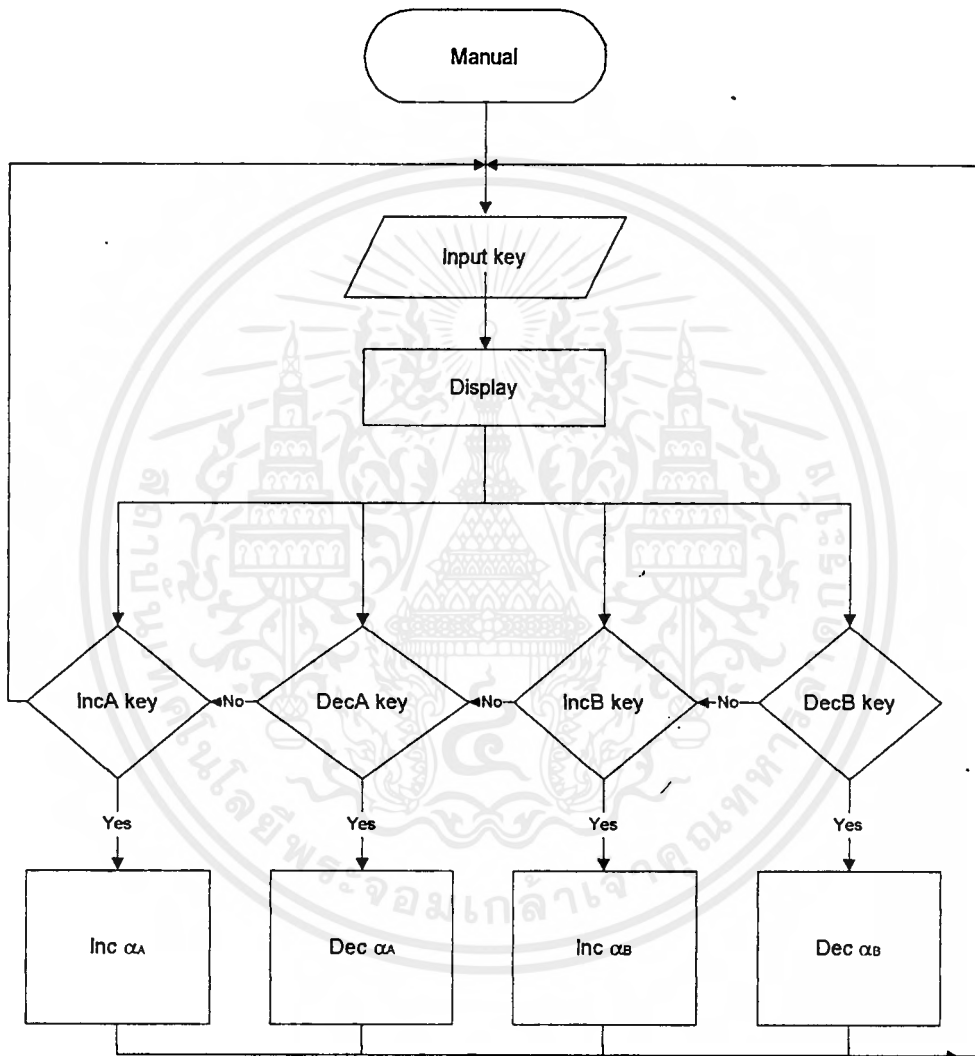 Manual
Input key
Display
IncA key
No
DecA key
No
IncB key
No
DecB key
Yes
Yes
Yes
Yes
Inc αA
Dec αA
Inc αB
Dec αB